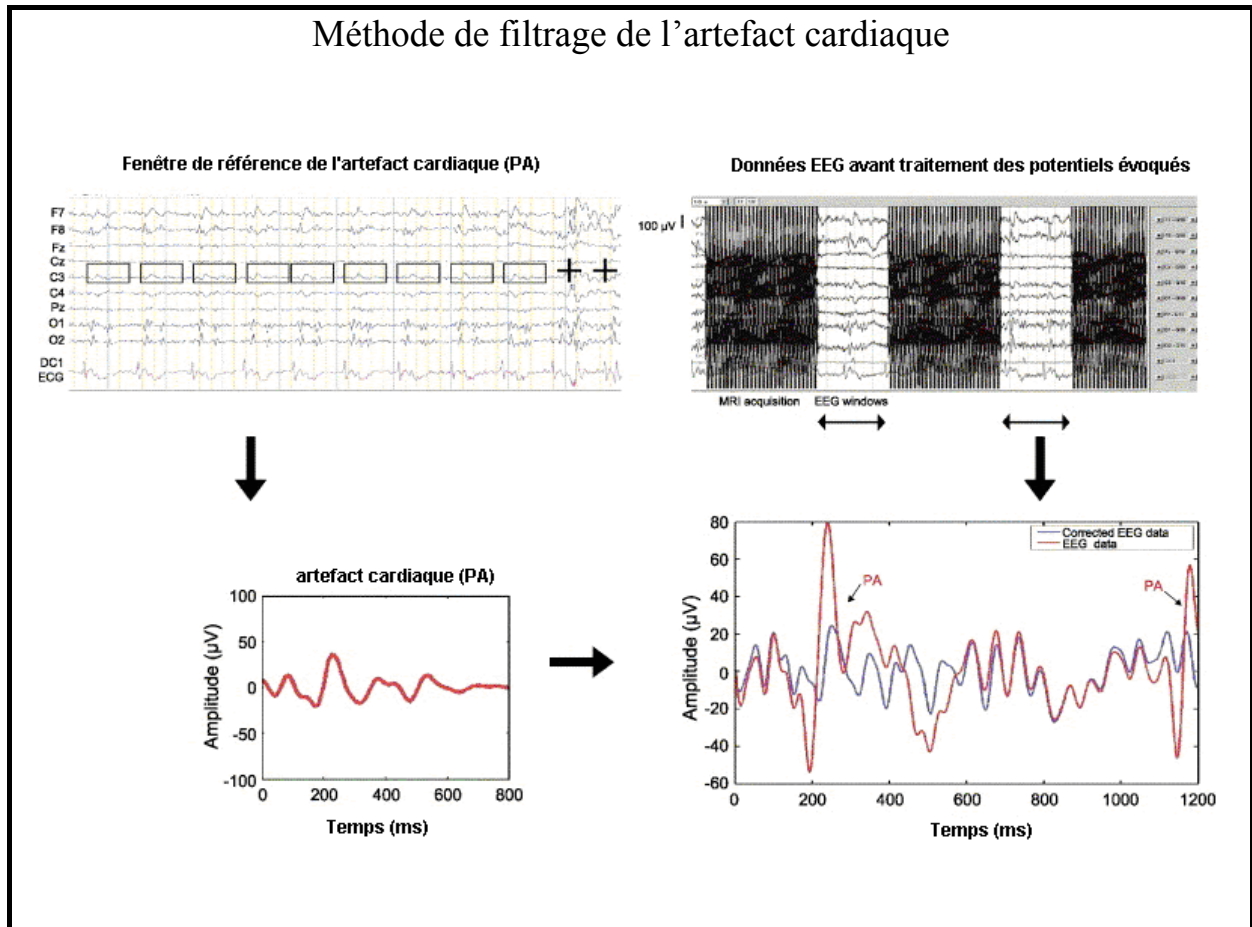 Méthode de filtrage de l’artefact cardiaque
Fenêtre de référence de l'artefact cardiaque (PA)
F7
F8
Fz
Cz
C3
C4
Pz
O1
O2
DC1
ECG
Données EEG avant traitement des potentiels évoqués
100 µV
MRI acquisition EEG windows
artefact cardiaque (PA)
Amplitude (µV)
100
50
0
-50
-100
0 200 400 600 800
Temps (ms)
Corrected EEG data
EEG data
PA
PA
Amplitude (µV)
80
60
40
20
0
-20
-40
-60
0 200 400 600 800 1000 1200
Temps (ms)